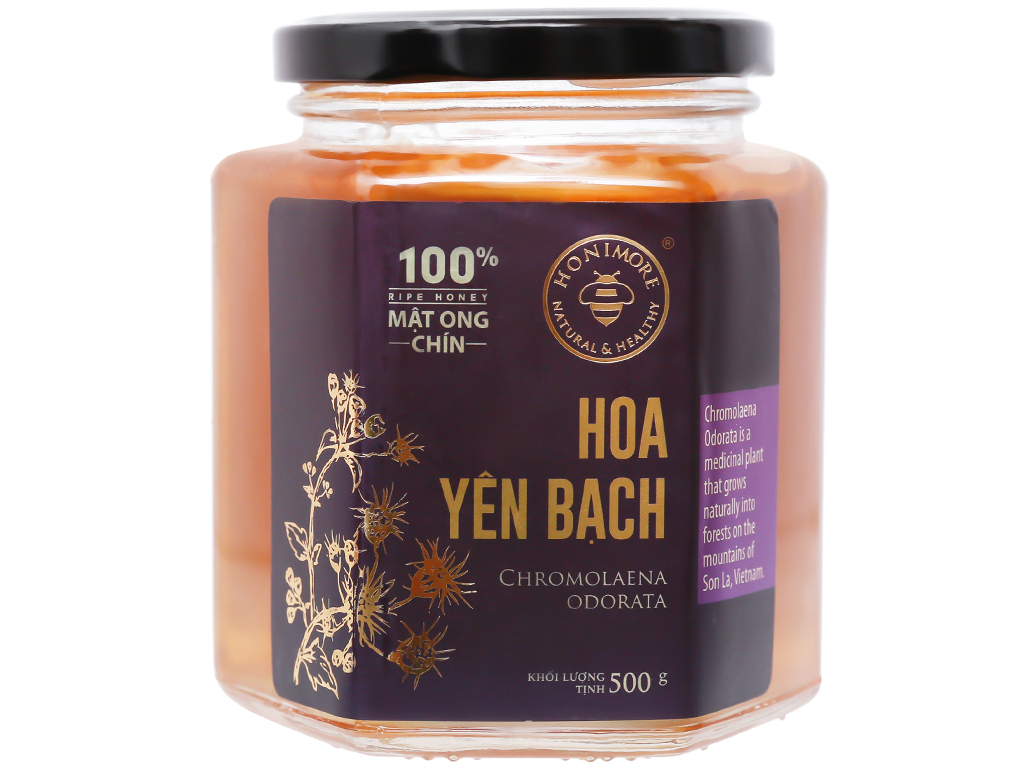 100%
RIPE HONEY
MẬT ONG
CHÍN
HONIMORE ®
NATURAL & HEALTHY
HOA
YÊN BẠCH
CHROMOLAENA
ODORATA
KHỐI LƯỢNG
TỊNH 500 g
Chromolaena
Odorata is a
medicinal plant
that grows
naturally into
forests on the
mountains of
Son La, Vietnam.